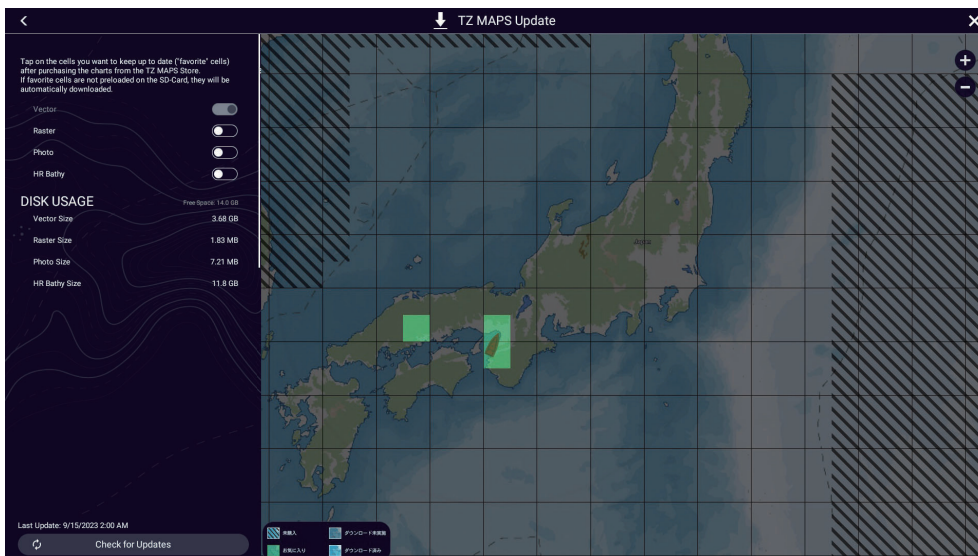 TZ MAPS Update
Tap on the cells you want to keep up to date ("favorite" cells)
after purchasing the charts from the TZ MAPS Store.
If favorite cells are not preloaded on the SD-Card, they will be
automatically downloaded.
Vector
Raster
Photo
HR Bathy
DISK USAGE Free Space: 14.0 GB
Vector Size 3.68 GB
Raster Size 1.83 MB
Photo Size 7.21 MB
HR Bathy Size 11.8 GB
Last Update: 9/15/2023 2:00 AM
Check for Updates
未購入 ダウンロード未実施
お気に入り ダウンロード済み